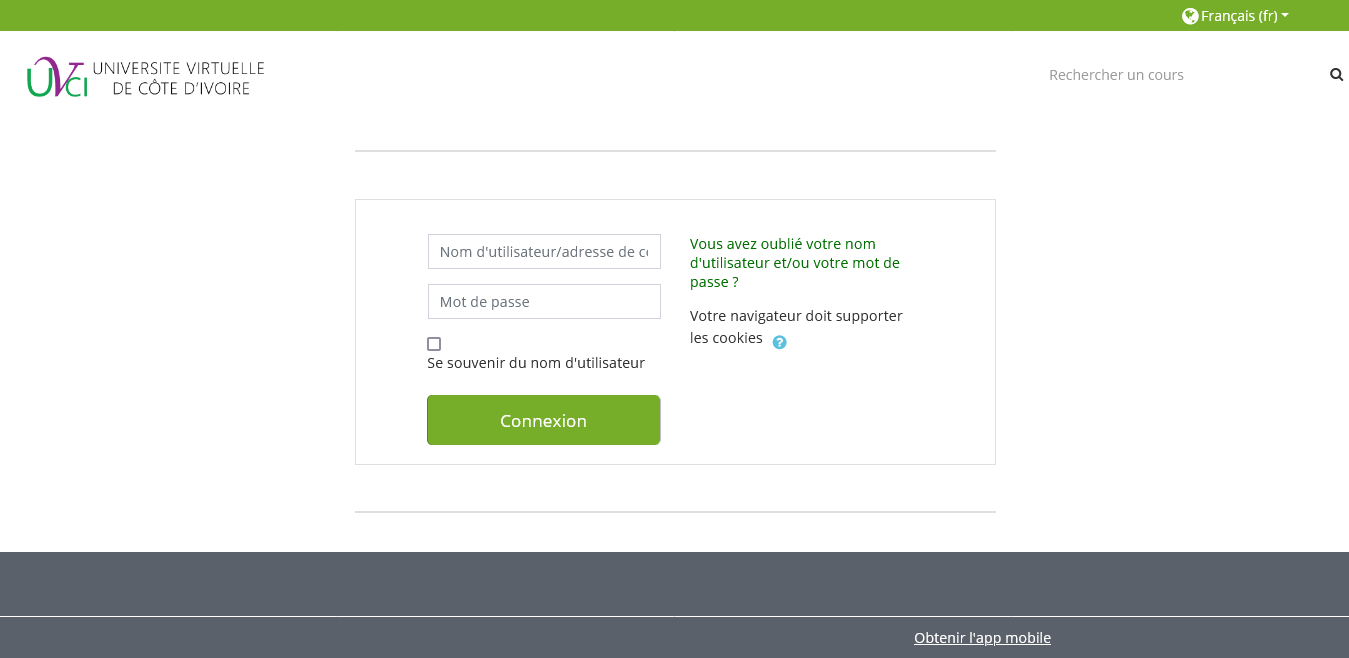 Français (fr)
UVCI UNIVERSITE VIRTUELLE
DE CÔTE D'IVOIRE
Rechercher un cours
Nom d'utilisateur/adresse de co
Mot de passe
Se souvenir du nom d'utilisateur
Connexion
Vous avez oublié votre nom
d'utilisateur et/ou votre mot de
passe ?
Votre navigateur doit supporter
les cookies
Obtenir l'app mobile